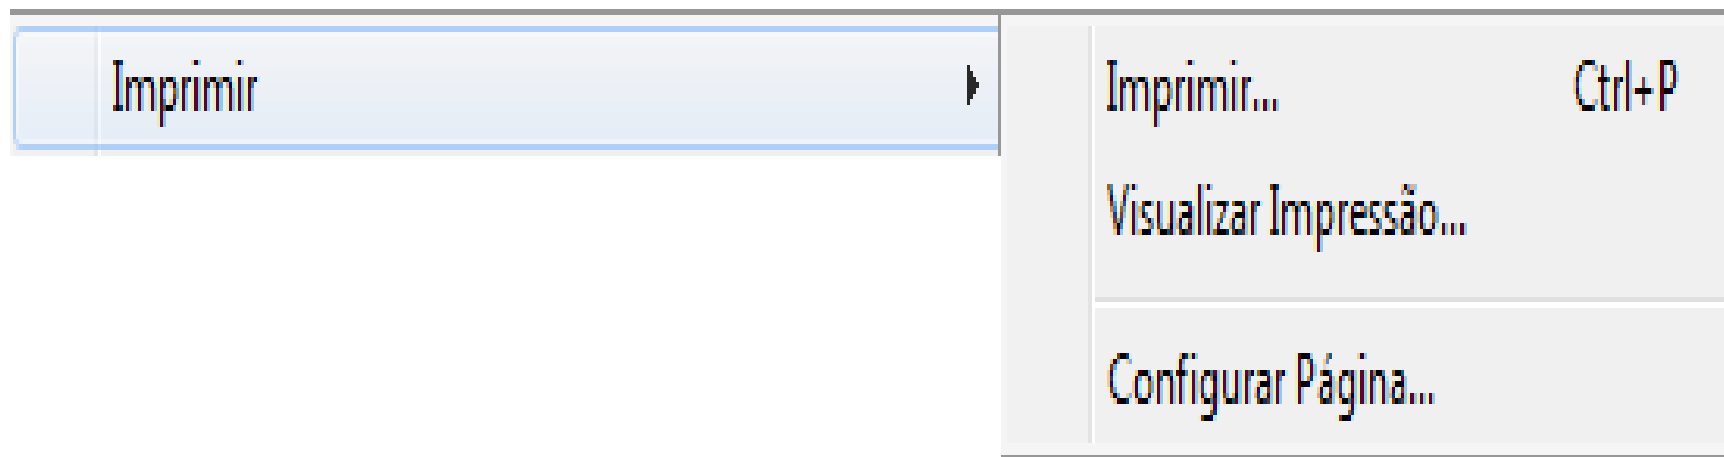 Imprimir
Imprimir... Ctrl+P
Visualizar Impressão...
Configurar Página...